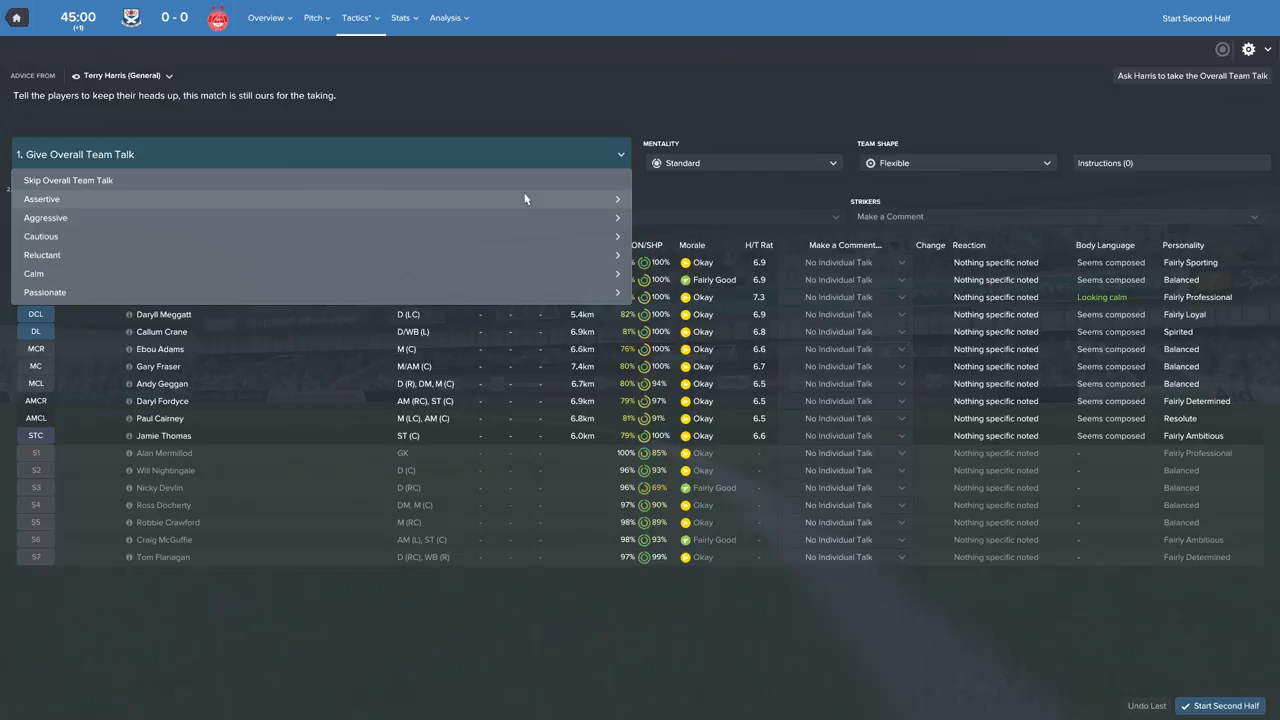 45:00 0 - 0 Overview Pitch Tactics* Stats Analysis Start Second Half
(+1)
ADVICE FROM Terry Harris (General) Ask Harris to take the Overall Team Talk
Tell the players to keep their heads up, this match is still ours for the taking.
MENTALITY TEAM SHAPE
1. Give Overall Team Talk Standard Flexible Instructions (0)
Skip Overall Team Talk
2.
Assertive STRIKERS
Aggressive Make a Comment
Cautious ON/SHP Morale H/T Rat Make a Comment... Change Reaction Body Language Personality
Reluctant 100% Okay 6.9 No Individual Talk Nothing specific noted Seems composed Fairly Sporting
Calm 100% Fairly Good 6.9 No Individual Talk Nothing specific noted Seems composed Balanced
Passionate 100% Okay 7.3 No Individual Talk Nothing specific noted Looking calm Fairly Professional
DCL Daryll Meggatt D (LC) - - - 5.4km 82% 100% Okay 6.9 No Individual Talk Nothing specific noted Seems composed Fairly Loyal
DL Callum Crane D/WB (L) - - - 6.9km 81% 100% Okay 6.8 No Individual Talk Nothing specific noted Seems composed Spirited
MCR Ebou Adams M (C) - - - 6.6km 76% 100% Okay 6.6 No Individual Talk Nothing specific noted Seems composed Balanced
MC Gary Fraser M/AM (C) - - - 7.4km 80% 100% Okay 6.7 No Individual Talk Nothing specific noted Seems composed Balanced
MCL Andy Geggan D (R), DM, M (C) - - - 6.7km 80% 94% Okay 6.5 No Individual Talk Nothing specific noted Seems composed Balanced
AMCR Daryl Fordyce AM (RC), ST (C) - - - 6.9km 79% 97% Okay 6.5 No Individual Talk Nothing specific noted Seems composed Fairly Determined
AMCL Paul Cairney M (LC), AM (C) - - - 6.8km 81% 91% Okay 6.5 No Individual Talk Nothing specific noted Seems composed Resolute
STC Jamie Thomas ST (C) - - - 6.0km 79% 100% Okay 6.6 No Individual Talk Nothing specific noted Seems composed Fairly Ambitious
S1 Alan Mermillod GK - - - 100% 85% Okay - No Individual Talk Nothing specific noted - Fairly Professional
S2 Will Nightingale D (C) - - - 96% 93% Okay - No Individual Talk Nothing specific noted - Balanced
S3 Nicky Devlin D (RC) - - - 96% 69% Fairly Good - No Individual Talk Nothing specific noted - Balanced
S4 Ross Docherty DM, M (C) - - - 97% 90% Okay - No Individual Talk Nothing specific noted - Balanced
S5 Robbie Crawford M (RC) - - - 98% 89% Okay - No Individual Talk Nothing specific noted - Balanced
S6 Craig McGuffie AM (L), ST (C) - - - 98% 93% Fairly Good - No Individual Talk Nothing specific noted - Fairly Ambitious
S7 Tom Flanagan D (RC), WB (R) - - - 97% 99% Okay - No Individual Talk Nothing specific noted - Fairly Determined
Undo Last Start Second Half